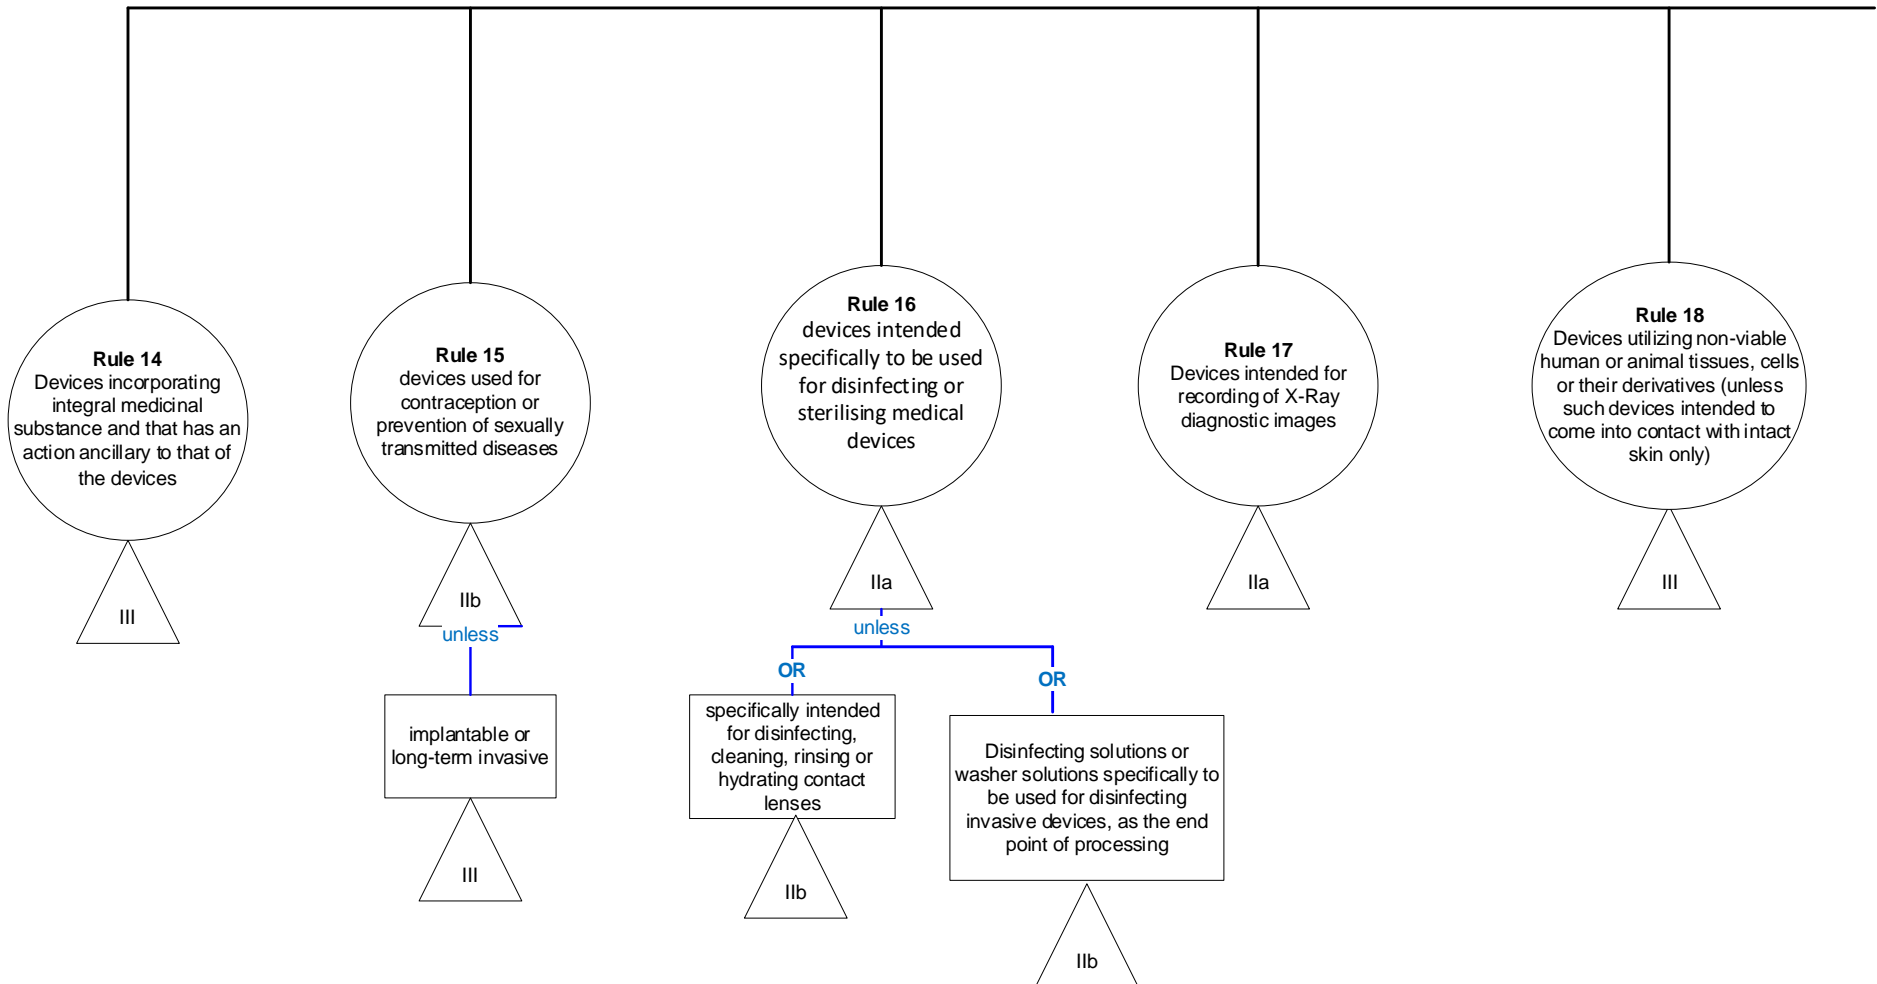 Rule 14
Devices incorporating
integral medicinal
substance and that has an
action ancillary to that of
the devices
III
Rule 15
devices used for
contraception or
prevention of sexually
transmitted diseases
IIb
unless
implantable or
long-term invasive
III
Rule 16
devices intended
specifically to be used
for disinfecting or
sterilising medical
devices
IIa
unless
OR
specifically intended
for disinfecting,
cleaning, rinsing or
hydrating contact
lenses
IIb
OR
Disinfecting solutions or
washer solutions specifically to
be used for disinfecting
invasive devices, as the end
point of processing
IIb
Rule 17
Devices intended for
recording of X-Ray
diagnostic images
IIa
Rule 18
Devices utilizing non-viable
human or animal tissues, cells
or their derivatives (unless
such devices intended to
come into contact with intact
skin only)
III